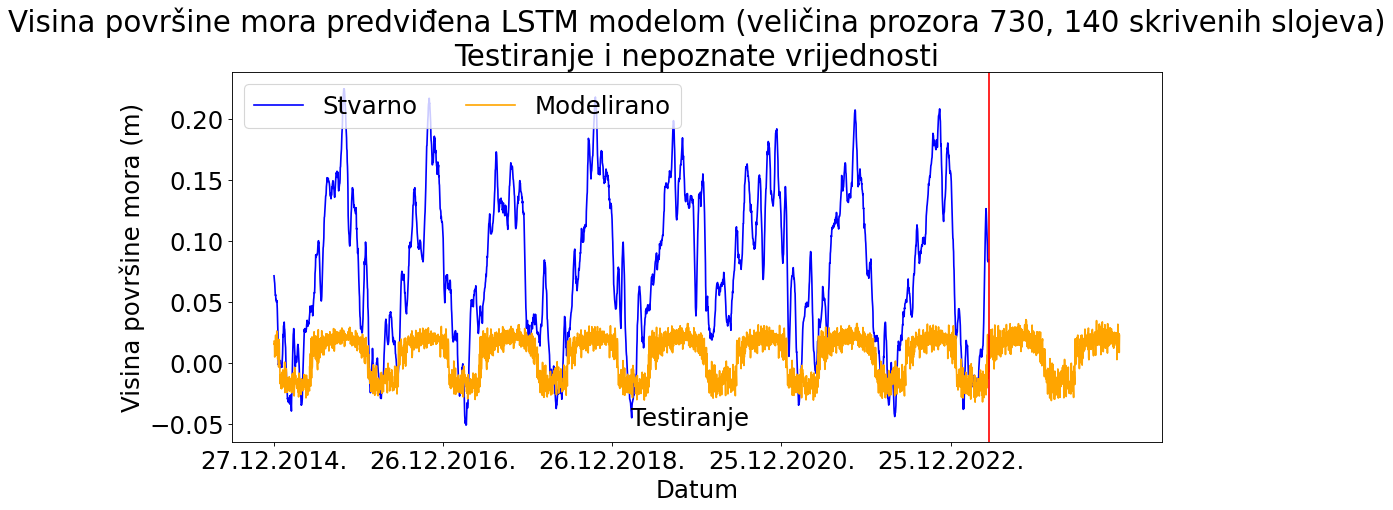 Visina površine mora predviđena LSTM modelom (veličina prozora 730, 140 skrivenih slojeva)
Testiranje i nepoznate vrijednosti
Stvarno
Modelirano
Visina površine mora (m)
0.20
0.15
0.10
0.05
0.00
−0.05
Testiranje
27.12.2014.
26.12.2016.
26.12.2018.
25.12.2020.
25.12.2022.
Datum